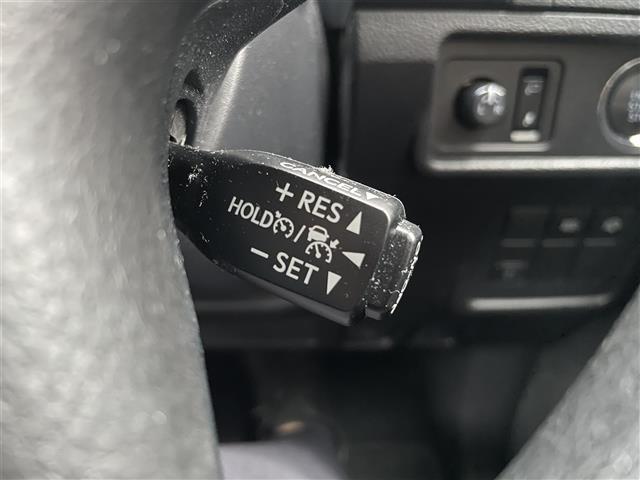 CANCEL▼
+ RES ▲
HOLD /
− SET ▼